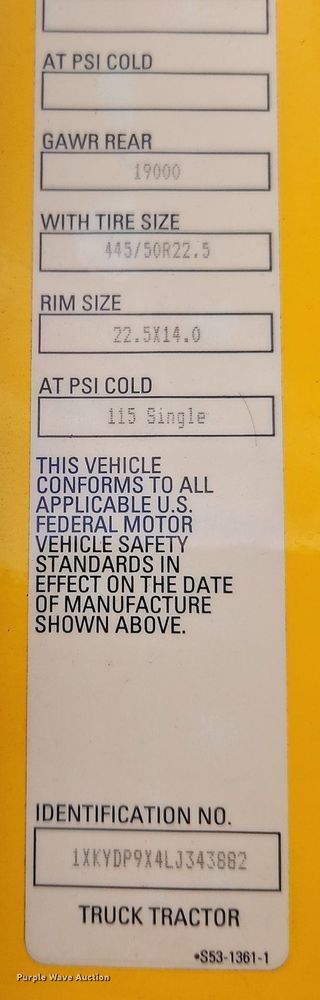 AT PSI COLD
GAWR REAR
19000
WITH TIRE SIZE
445/50R22.5
RIM SIZE
22.5X14.0
AT PSI COLD
115 Single
THIS VEHICLE
CONFORMS TO ALL
APPLICABLE U.S.
FEDERAL MOTOR
VEHICLE SAFETY
STANDARDS IN
EFFECT ON THE DATE
OF MANUFACTURE
SHOWN ABOVE.
IDENTIFICATION NO.
1XKYDP9X4LJ343882
TRUCK TRACTOR
•S53-1361-1
Purple Wave Auction